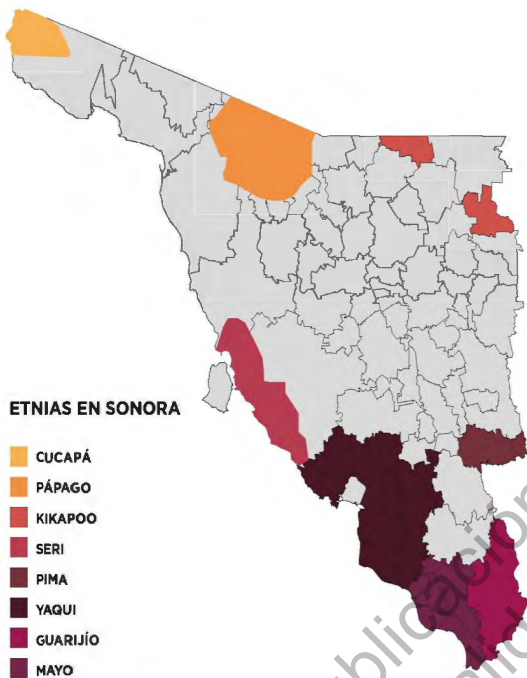 ETNIAS EN SONORA
CUCAPÁ
PÁPAGO
KIKAPOO
SERI
PIMA
YAQUI
GUARIJÍO
MAYO